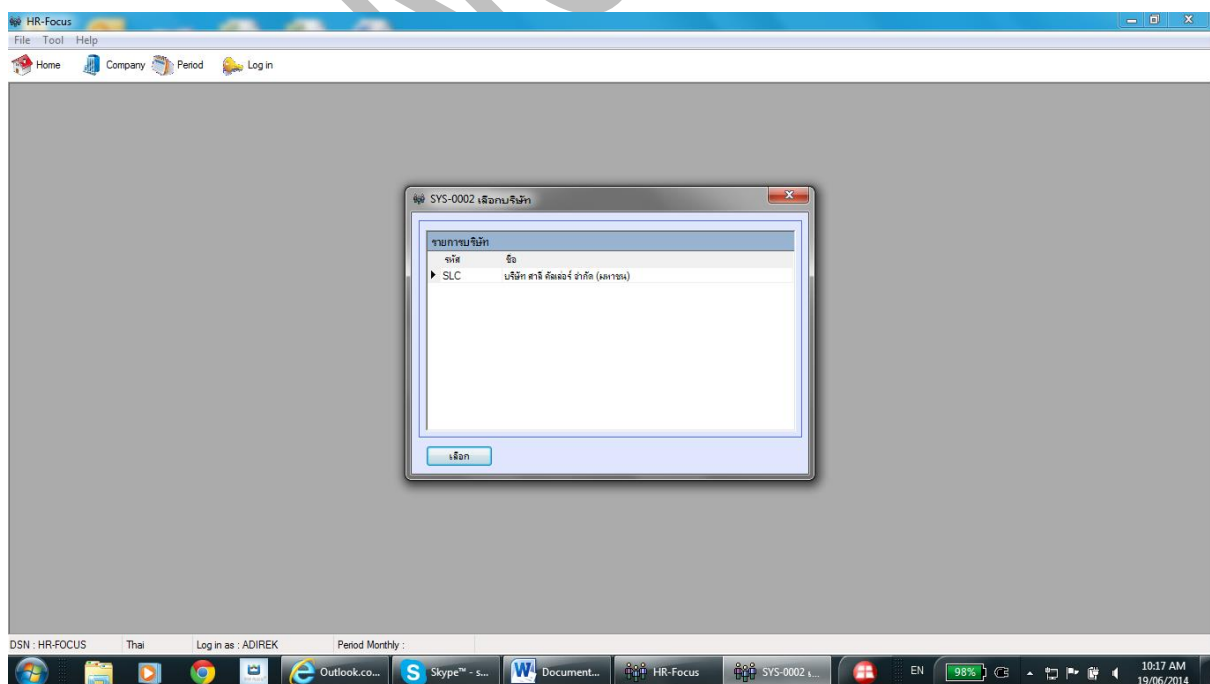 HR-Focus
File Tool Help
Home Company Period Log in
SYS-0002 เลือกบริษัท
รายการบริษัท
รหัส ชื่อ
SLC บริษัท สาลี่ คัลเล่อร์ จำกัด (มหาชน)
เลือก
DSN : HR-FOCUS Thai Log in as : ADIREK Period Monthly :
Outlook.co... Skype™ - s... Document... HR-Focus SYS-0002 เ... EN 98% 10:17 AM
19/06/2014